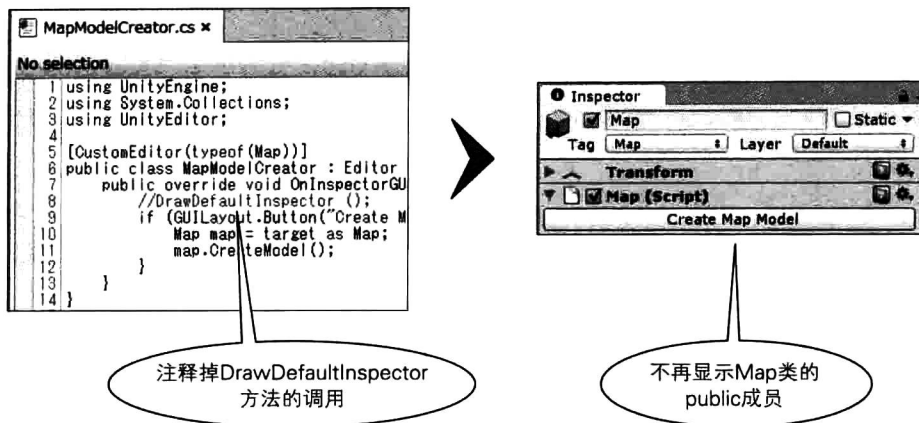 MapModelCreator.cs ×
No selection
1 using UnityEngine;
2 using System.Collections;
3 using UnityEditor;
4
5 [CustomEditor(typeof(Map))]
6 public class MapModelCreator : Editor
7 public override void OnInspectorGU
8 //DrawDefaultInspector ();
9 if (GUILayout.Button("Create M
10 Map map = target as Map;
11 map.CreateModel();
12 }
13 }
14 }
注释掉DrawDefaultInspector
方法的调用
Inspector
Map Static
Tag Map Layer Default
Transform
Map (Script)
Create Map Model
不再显示Map类的
public成员